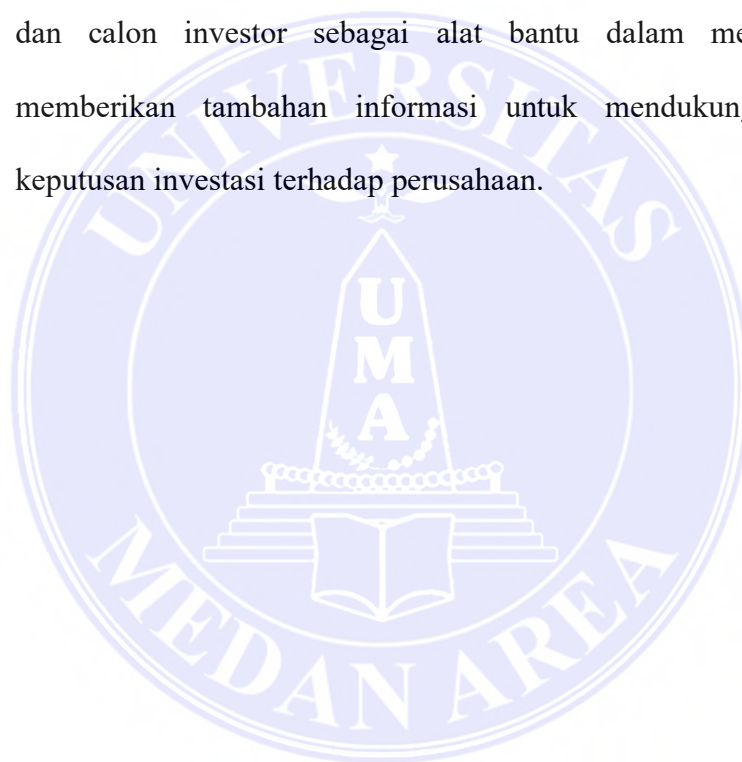 dan calon investor sebagai alat bantu dalam
memberikan tambahan informasi untuk
keputusan investasi terhadap perusahaan.
UNIVERSITAS
UMA
MEDAN AREA